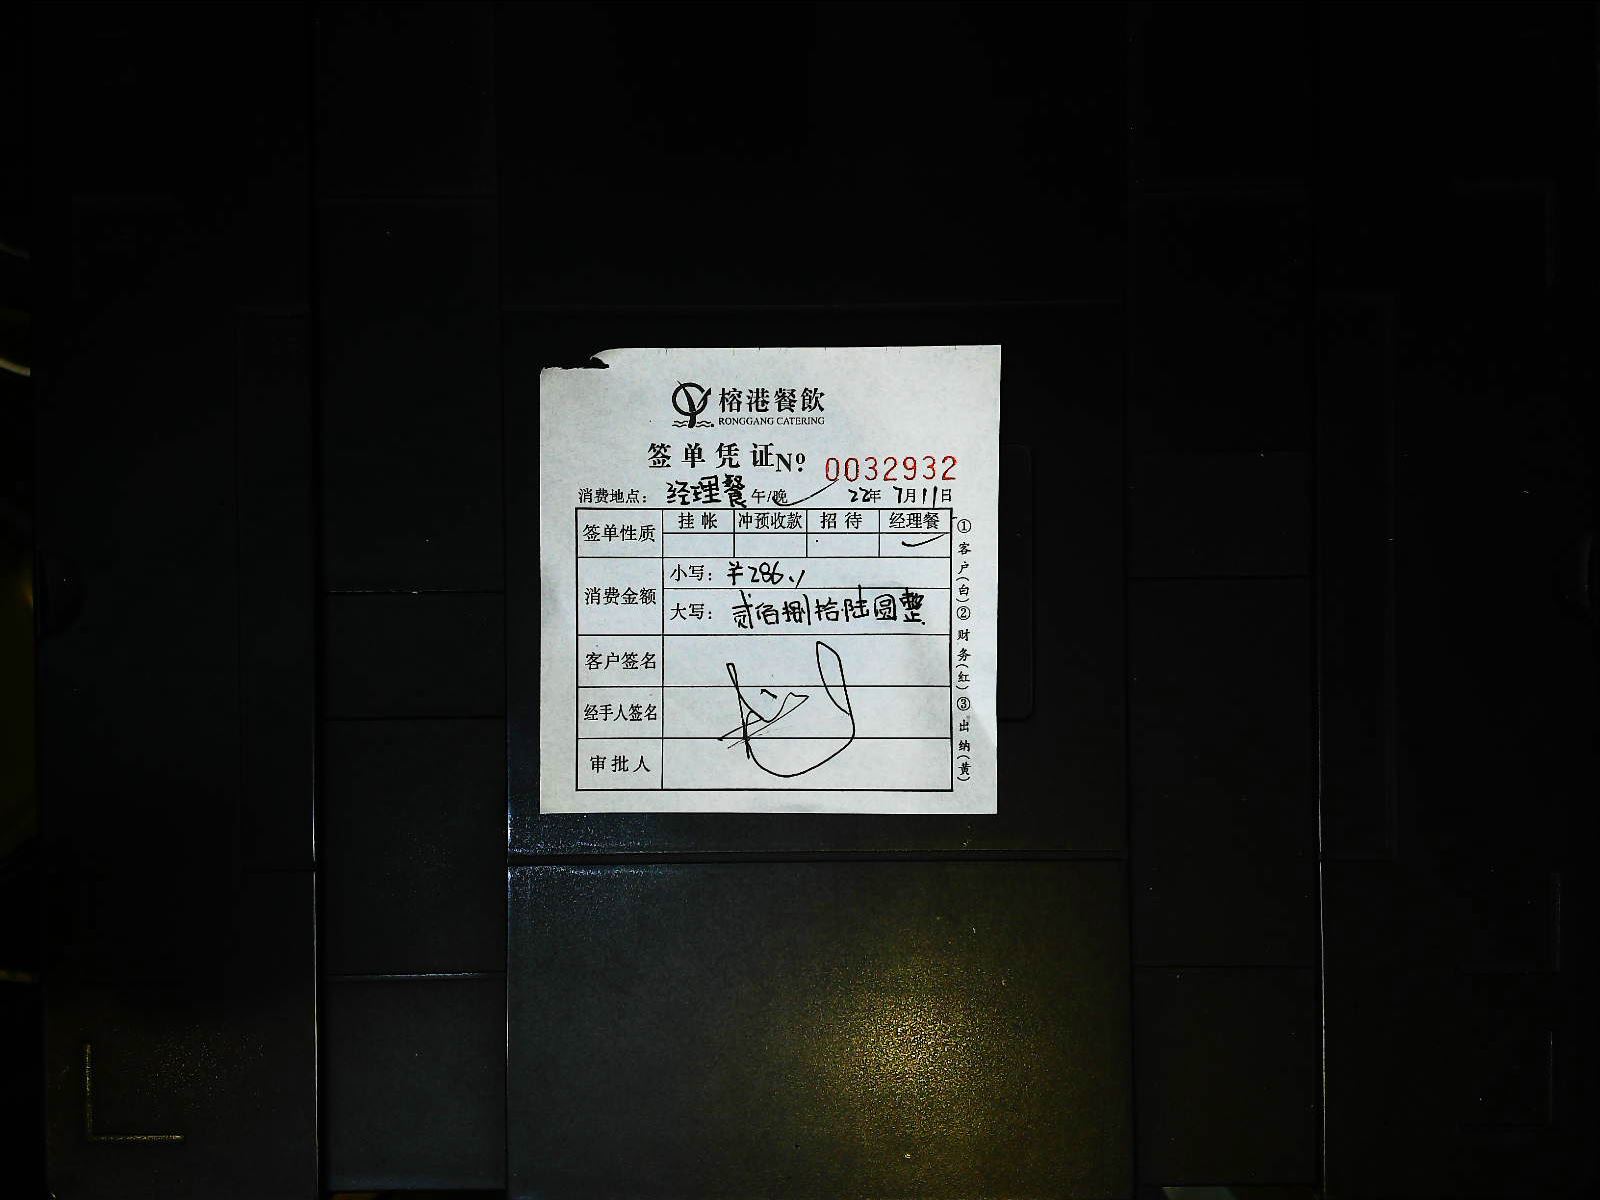 榕港餐飲
RONGGANG CATERING
签单凭证 Nº 0032932
消费地点：经理餐 午/晚 22年7月11日
签单性质 挂帐 冲预收款 招待 经理餐
消费金额 小写：¥286.
大写：贰佰捌拾陆圆整
客户签名
经手人签名
审批人
①客户(白)②财务(红)③出纳(黄)